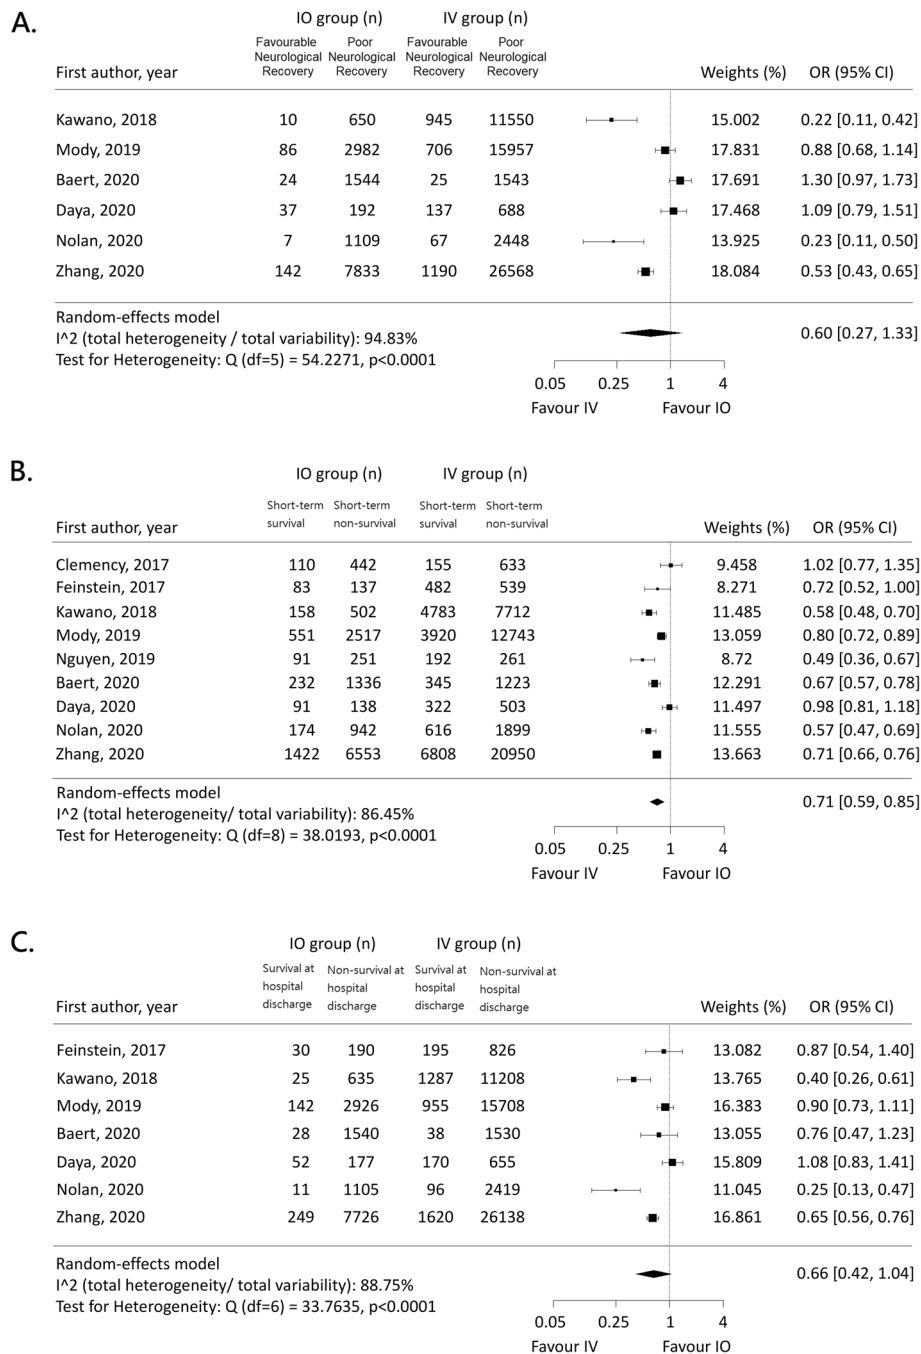 A.
IO group (n) IV group (n)
Favourable Poor Favourable Poor
Neurological Neurological Neurological Neurological
Recovery Recovery Recovery Recovery
First author, year Weights (%) OR (95% CI)
Kawano, 2018 10 650 945 11550 15.002 0.22 [0.11, 0.42]
Mody, 2019 86 2982 706 15957 17.831 0.88 [0.68, 1.14]
Baert, 2020 24 1544 25 1543 17.691 1.30 [0.97, 1.73]
Daya, 2020 37 192 137 688 17.468 1.09 [0.79, 1.51]
Nolan, 2020 7 1109 67 2448 13.925 0.23 [0.11, 0.50]
Zhang, 2020 142 7833 1190 26568 18.084 0.53 [0.43, 0.65]
Random-effects model
I^2 (total heterogeneity / total variability): 94.83% 0.60 [0.27, 1.33]
Test for Heterogeneity: Q (df=5) = 54.2271, p<0.0001
0.05 0.25 1 4
Favour IV Favour IO
B.
IO group (n) IV group (n)
Short-term Short-term Short-term Short-term
survival non-survival survival non-survival
First author, year Weights (%) OR (95% CI)
Clemency, 2017 110 442 155 633 9.458 1.02 [0.77, 1.35]
Feinstein, 2017 83 137 482 539 8.271 0.72 [0.52, 1.00]
Kawano, 2018 158 502 4783 7712 11.485 0.58 [0.48, 0.70]
Mody, 2019 551 2517 3920 12743 13.059 0.80 [0.72, 0.89]
Nguyen, 2019 91 251 192 261 8.72 0.49 [0.36, 0.67]
Baert, 2020 232 1336 345 1223 12.291 0.67 [0.57, 0.78]
Daya, 2020 91 138 322 503 11.497 0.98 [0.81, 1.18]
Nolan, 2020 174 942 616 1899 11.555 0.57 [0.47, 0.69]
Zhang, 2020 1422 6553 6808 20950 13.663 0.71 [0.66, 0.76]
Random-effects model
I^2 (total heterogeneity/ total variability): 86.45% 0.71 [0.59, 0.85]
Test for Heterogeneity: Q (df=8) = 38.0193, p<0.0001
0.05 0.25 1 4
Favour IV Favour IO
C.
IO group (n) IV group (n)
Survival at Non-survival at Survival at Non-survival at
hospital hospital hospital hospital
discharge discharge discharge discharge
First author, year Weights (%) OR (95% CI)
Feinstein, 2017 30 190 195 826 13.082 0.87 [0.54, 1.40]
Kawano, 2018 25 635 1287 11208 13.765 0.40 [0.26, 0.61]
Mody, 2019 142 2926 955 15708 16.383 0.90 [0.73, 1.11]
Baert, 2020 28 1540 38 1530 13.055 0.76 [0.47, 1.23]
Daya, 2020 52 177 170 655 15.809 1.08 [0.83, 1.41]
Nolan, 2020 11 1105 96 2419 11.045 0.25 [0.13, 0.47]
Zhang, 2020 249 7726 1620 26138 16.861 0.65 [0.56, 0.76]
Random-effects model
I^2 (total heterogeneity/ total variability): 88.75% 0.66 [0.42, 1.04]
Test for Heterogeneity: Q (df=6) = 33.7635, p<0.0001
0.05 0.25 1 4
Favour IV Favour IO